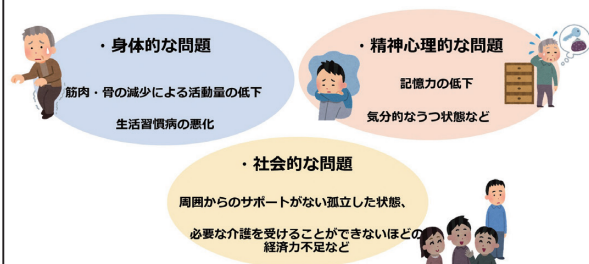 ・身体的な問題
筋肉・骨の減少による活動量の低下
生活習慣病の悪化
・精神心理的な問題
記憶力の低下
気分的なうつ状態など
・社会的な問題
周囲からのサポートがない孤立した状態、
必要な介護を受けることができないほどの
経済力不足など